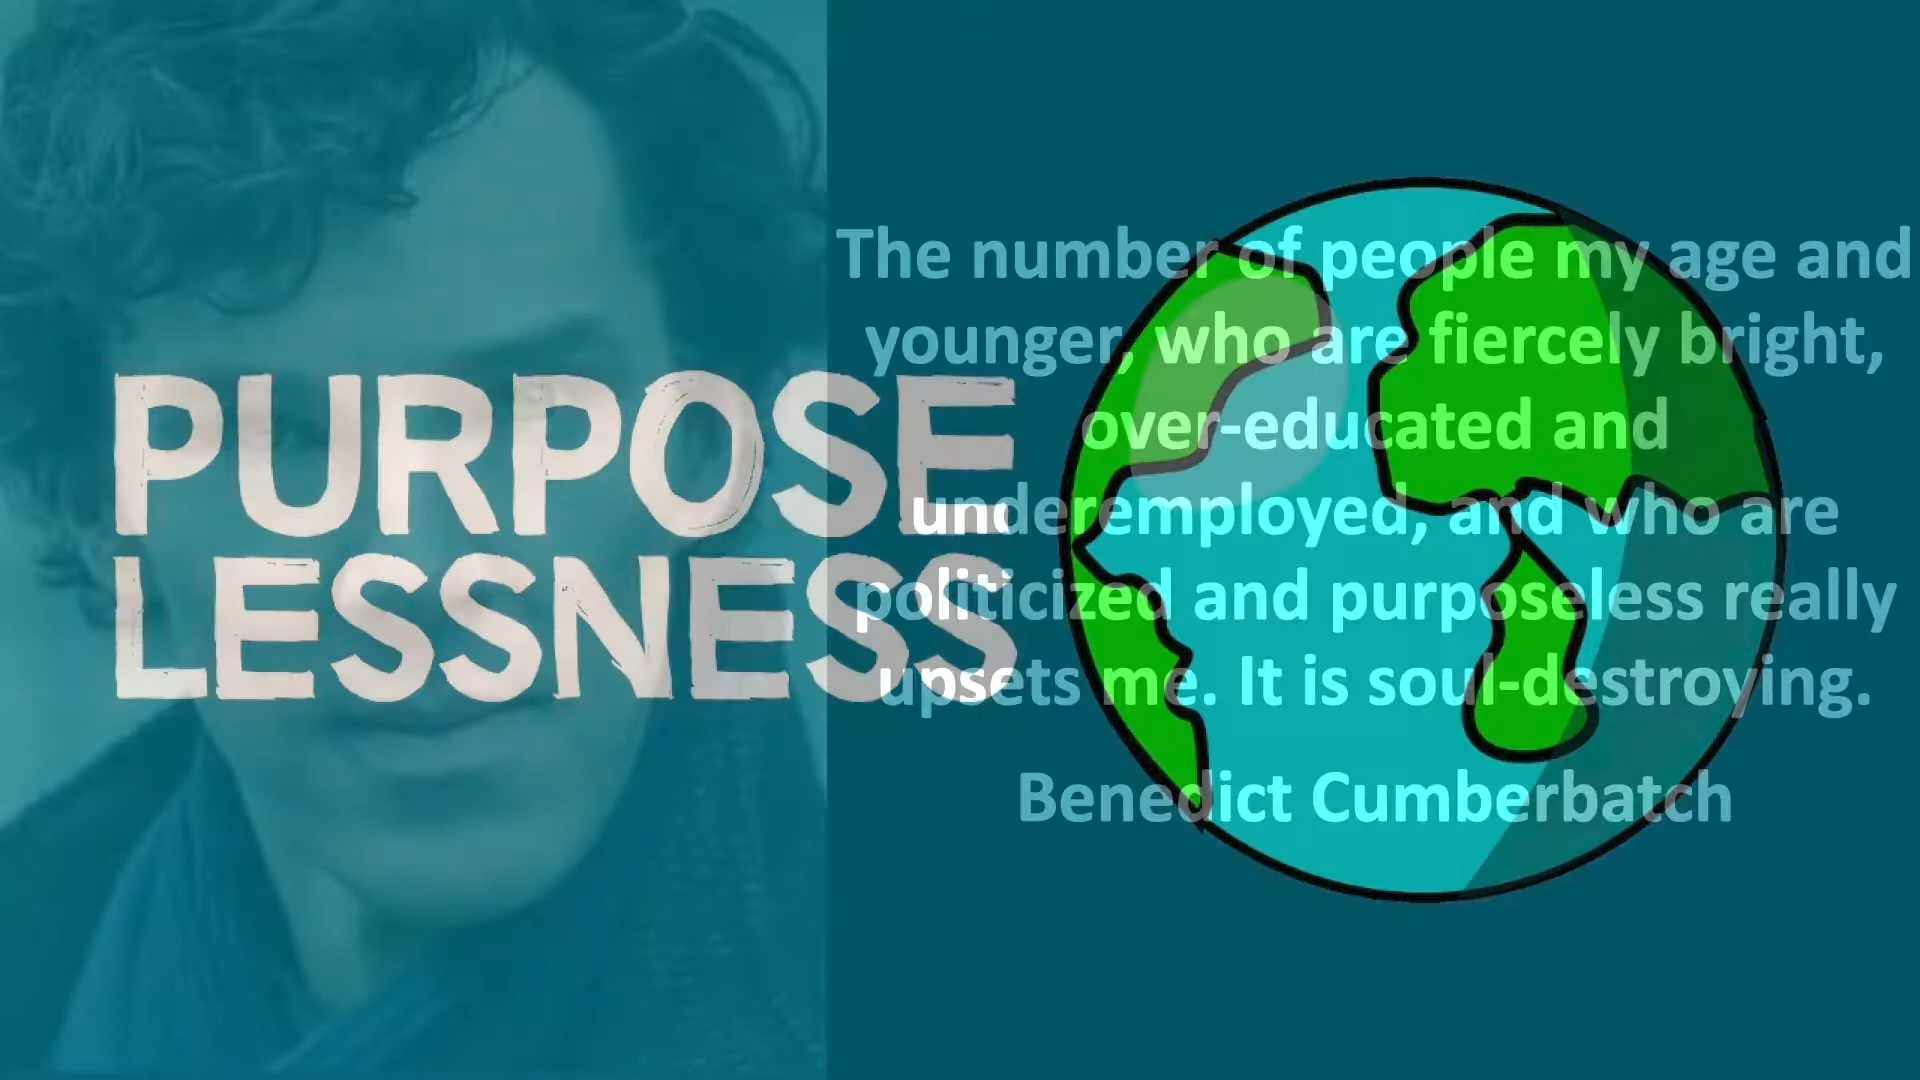 PURPOSE
LESSNESS
The number of people my age and
younger, who are fiercely bright,
over-educated and
underemployed, and who are
politicized and purposeless really
upsets me. It is soul-destroying.
Benedict Cumberbatch